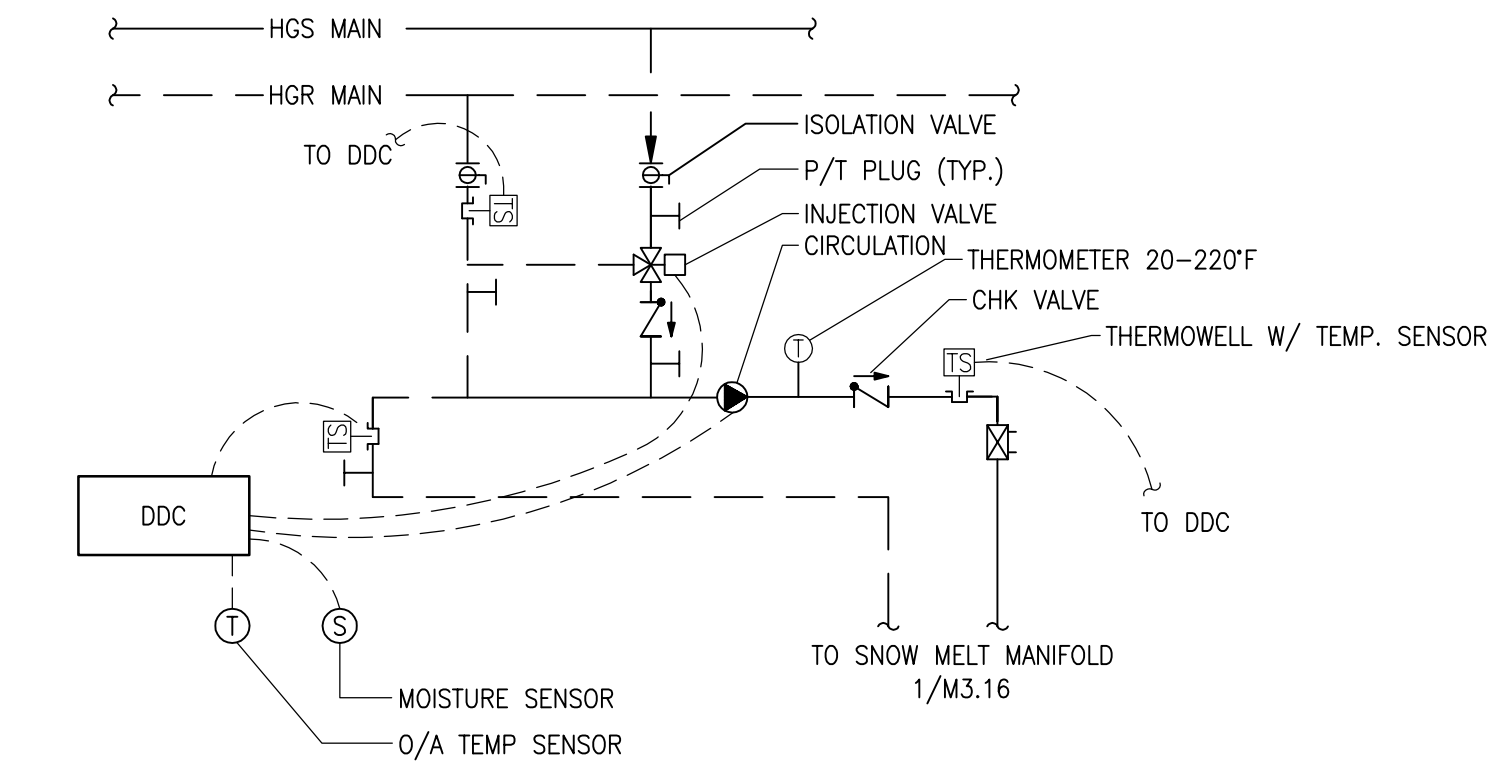 HGS MAIN
HGR MAIN
TO DDC
ISOLATION VALVE
P/T PLUG (TYP.)
TS
INJECTION VALVE
CIRCULATION
THERMOMETER 20-220°F
CHK VALVE
THERMOWELL W/ TEMP. SENSOR
T
TS
TS
DDC
TO DDC
T
S
TO SNOW MELT MANIFOLD
1/M3.16
MOISTURE SENSOR
O/A TEMP SENSOR